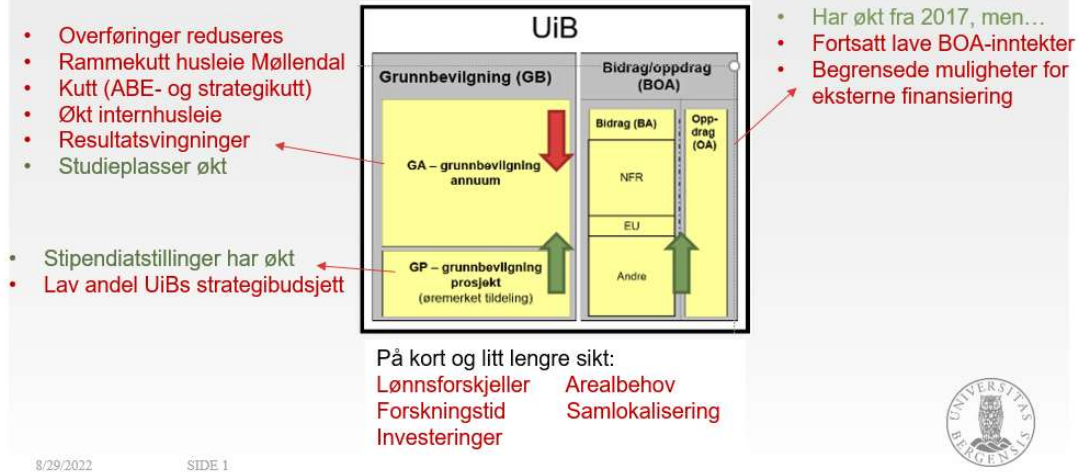 Overføringer reduseres
Rammekutt husleie Møllendal
Kutt (ABE- og strategikutt)
Økt internhusleie
Resultatsvingninger
Studieplasser økt
Stipendiatstillinger har økt
Lav andel UiBs strategibudsjett
UiB
Grunnbevilgning (GB)
GA – grunnbevilgning
annuum
GP – grunnbevilgning
prosjekt
(øremerket tildeling)
Bidrag/oppdrag
(BOA)
Bidrag (BA)
NFR
EU
Andre
Opp-
drag
(OA)
Har økt fra 2017, men…
Fortsatt lave BOA-inntekter
Begrensede muligheter for
eksterne finansiering
På kort og litt lengre sikt:
Lønnsforskjeller Arealbehov
Forskningstid Samlokalisering
Investeringer
8/29/2022 SIDE 1
UNIVERSITAS
BERGENSIS